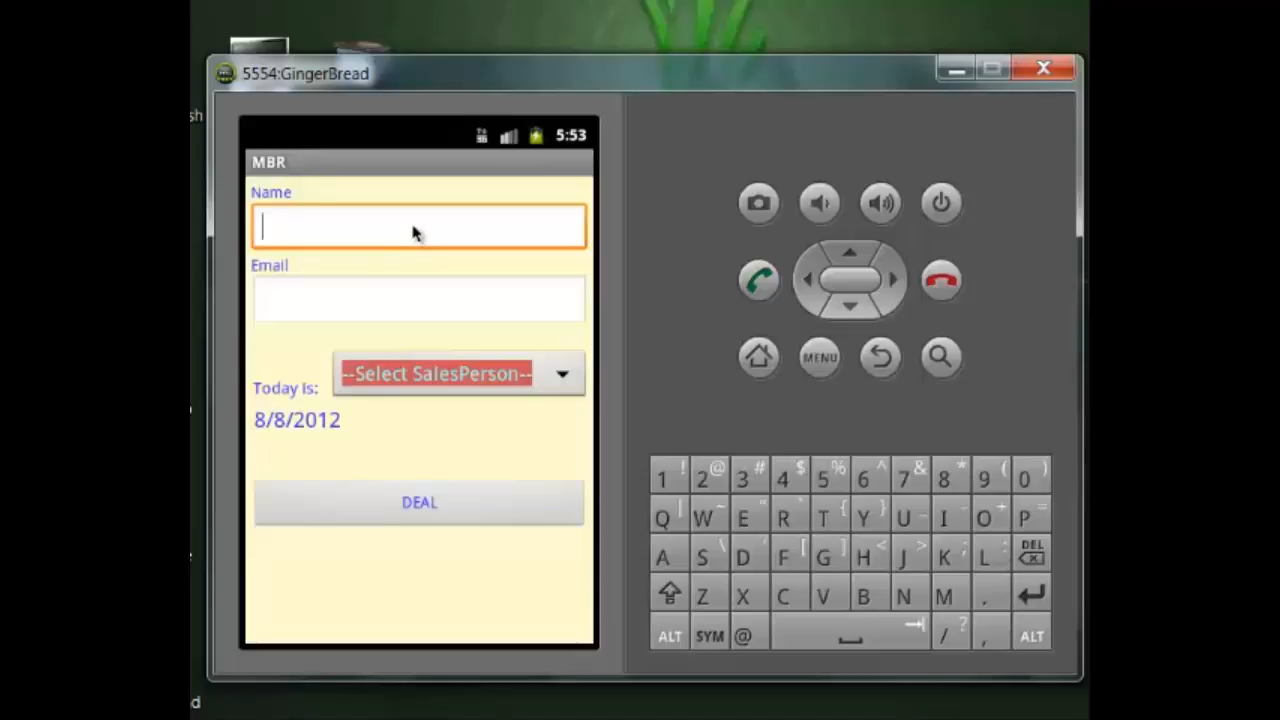 5554:GingerBread
sh
5:53
MBR
Name
Email
--Select SalesPerson--
Today Is:
8/8/2012
DEAL
MENU
1 ! 2 @ 3 # 4 $ 5 % 6 ^ 7 & 8 * 9 ( 0 )
Q | W ~ E " R ` T { Y } U _ I - O + P =
A S \ D ' F [ G ] H < J > K ; L : DEL
Z X C V B N M .
ALT SYM @ / ? , ALT
d